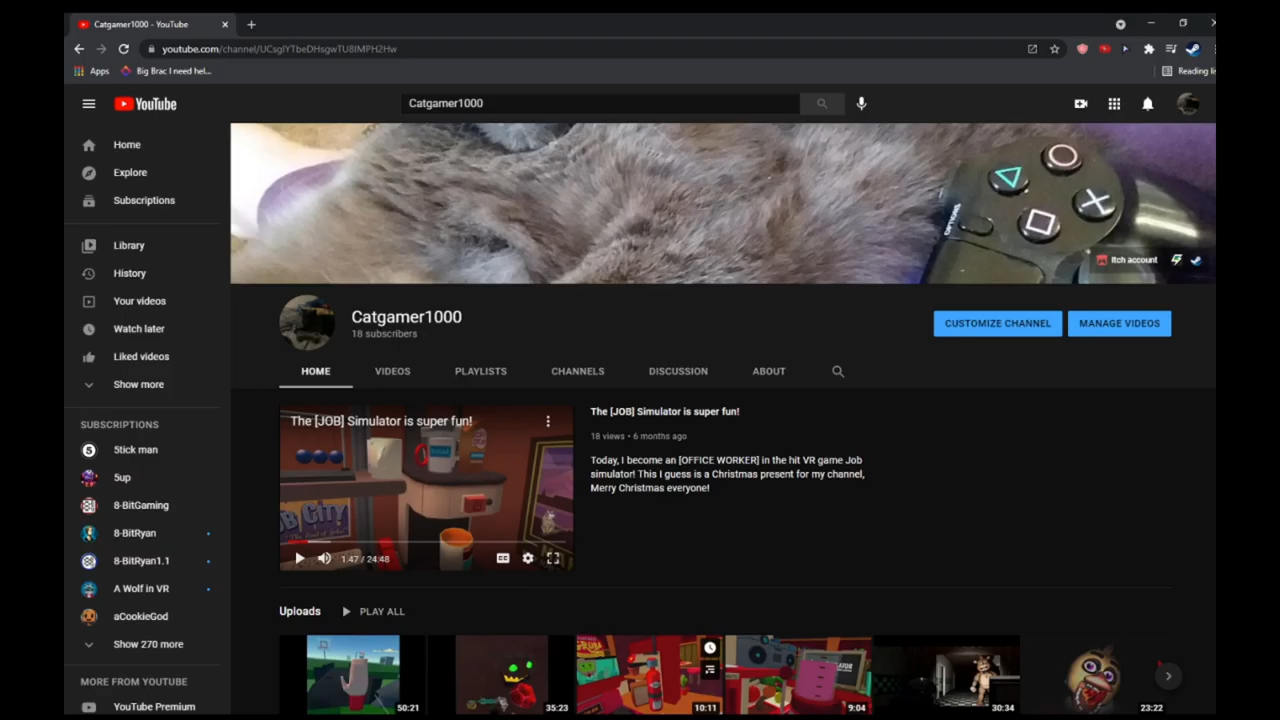 Catgamer1000 - YouTube
youtube.com/channel/UCsglYTbeDHsgwTU8IMPH2Hw
Apps
Big Brac I need hel...
Reading
YouTube
Catgamer1000
Home
Explore
Subscriptions
Library
History
Your videos
Watch later
Liked videos
Show more
SUBSCRIPTIONS
5tick man
5up
8-BitGaming
8-BitRyan
8-BitRyan1.1
A Wolf in VR
aCookieGod
Show 270 more
MORE FROM YOUTUBE
YouTube Premium
OPTIONS
Itch account
Catgamer1000
18 subscribers
CUSTOMIZE CHANNEL
MANAGE VIDEOS
HOME
VIDEOS
PLAYLISTS
CHANNELS
DISCUSSION
ABOUT
The [JOB] Simulator is super fun!
1:47 / 24:48
The [JOB] Simulator is super fun!
18 views • 6 months ago
Today, I become an [OFFICE WORKER] in the hit VR game Job
simulator! This I guess is a Christmas present for my channel,
Merry Christmas everyone!
Uploads
PLAY ALL
50:21
35:23
10:11
9:04
30:34
23:22